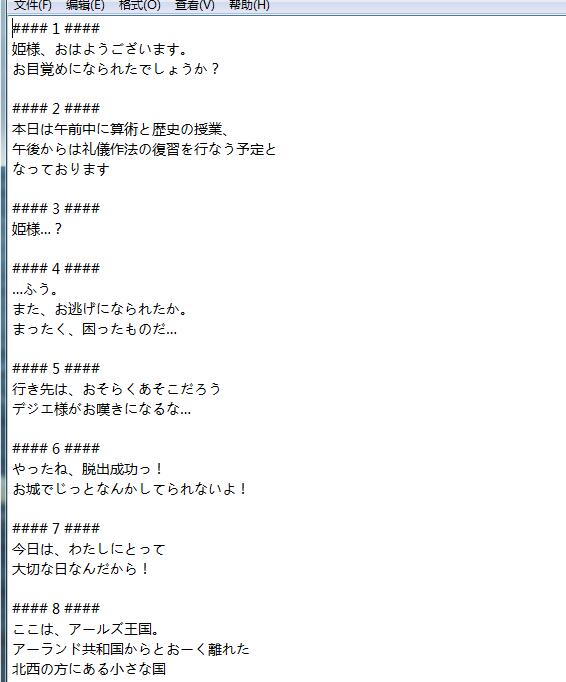 文件(F) 编辑(E) 格式(O) 查看(V) 帮助(H)
#### 1 ####
姫様、おはようございます。
お目覚めになられたでしょうか？
#### 2 ####
本日は午前中に算術と歴史の授業、
午後からは礼儀作法の復習を行なう予定と
なっております
#### 3 ####
姫様…？
#### 4 ####
…ふう。
また、お逃げになられたか。
まったく、困ったものだ…
#### 5 ####
行き先は、おそらくあそこだろう
デジエ様がお嘆きになるな…
#### 6 ####
やったね、脱出成功っ！
お城でじっとなんかしてられないよ！
#### 7 ####
今日は、わたしにとって
大切な日なんだから！
#### 8 ####
ここは、アールズ王国。
アーランド共和国からとおーく離れた
北西の方にある小さな国